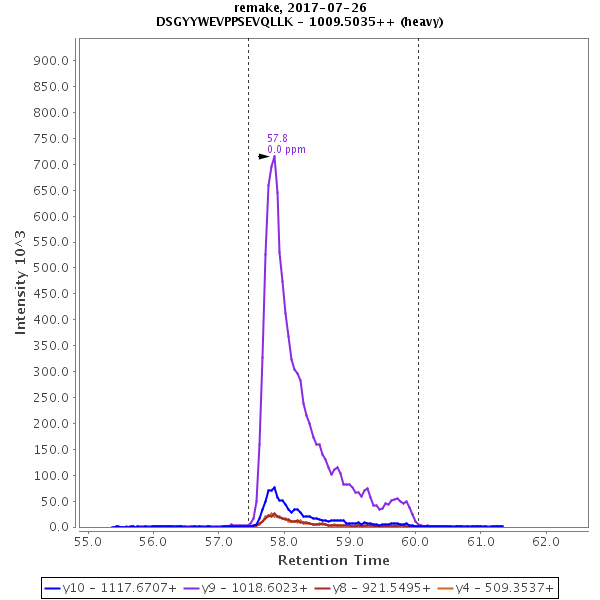 remake, 2017-07-26
DSGYYWEVPPSEVQLLK - 1009.5035++ (heavy)
900.0
850.0
800.0
750.0
700.0
650.0
600.0
550.0
500.0
450.0
400.0
350.0
300.0
250.0
200.0
150.0
100.0
50.0
0.0
Intensity 10^3
57.8
0.0 ppm
55.0 56.0 57.0 58.0 59.0 60.0 61.0 62.0
Retention Time
y10 - 1117.6707+ y9 - 1018.6023+ y8 - 921.5495+ y4 - 509.3537+